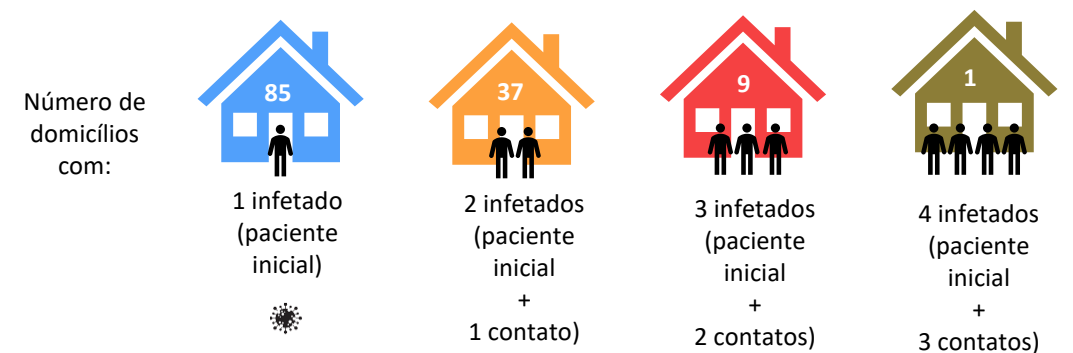 85
37
9
1
Número de
domicílios
com:
1 infetado
(paciente
inicial)
2 infetados
(paciente
inicial
+
1 contato)
3 infetados
(paciente
inicial
+
2 contatos)
4 infetados
(paciente
inicial
+
3 contatos)